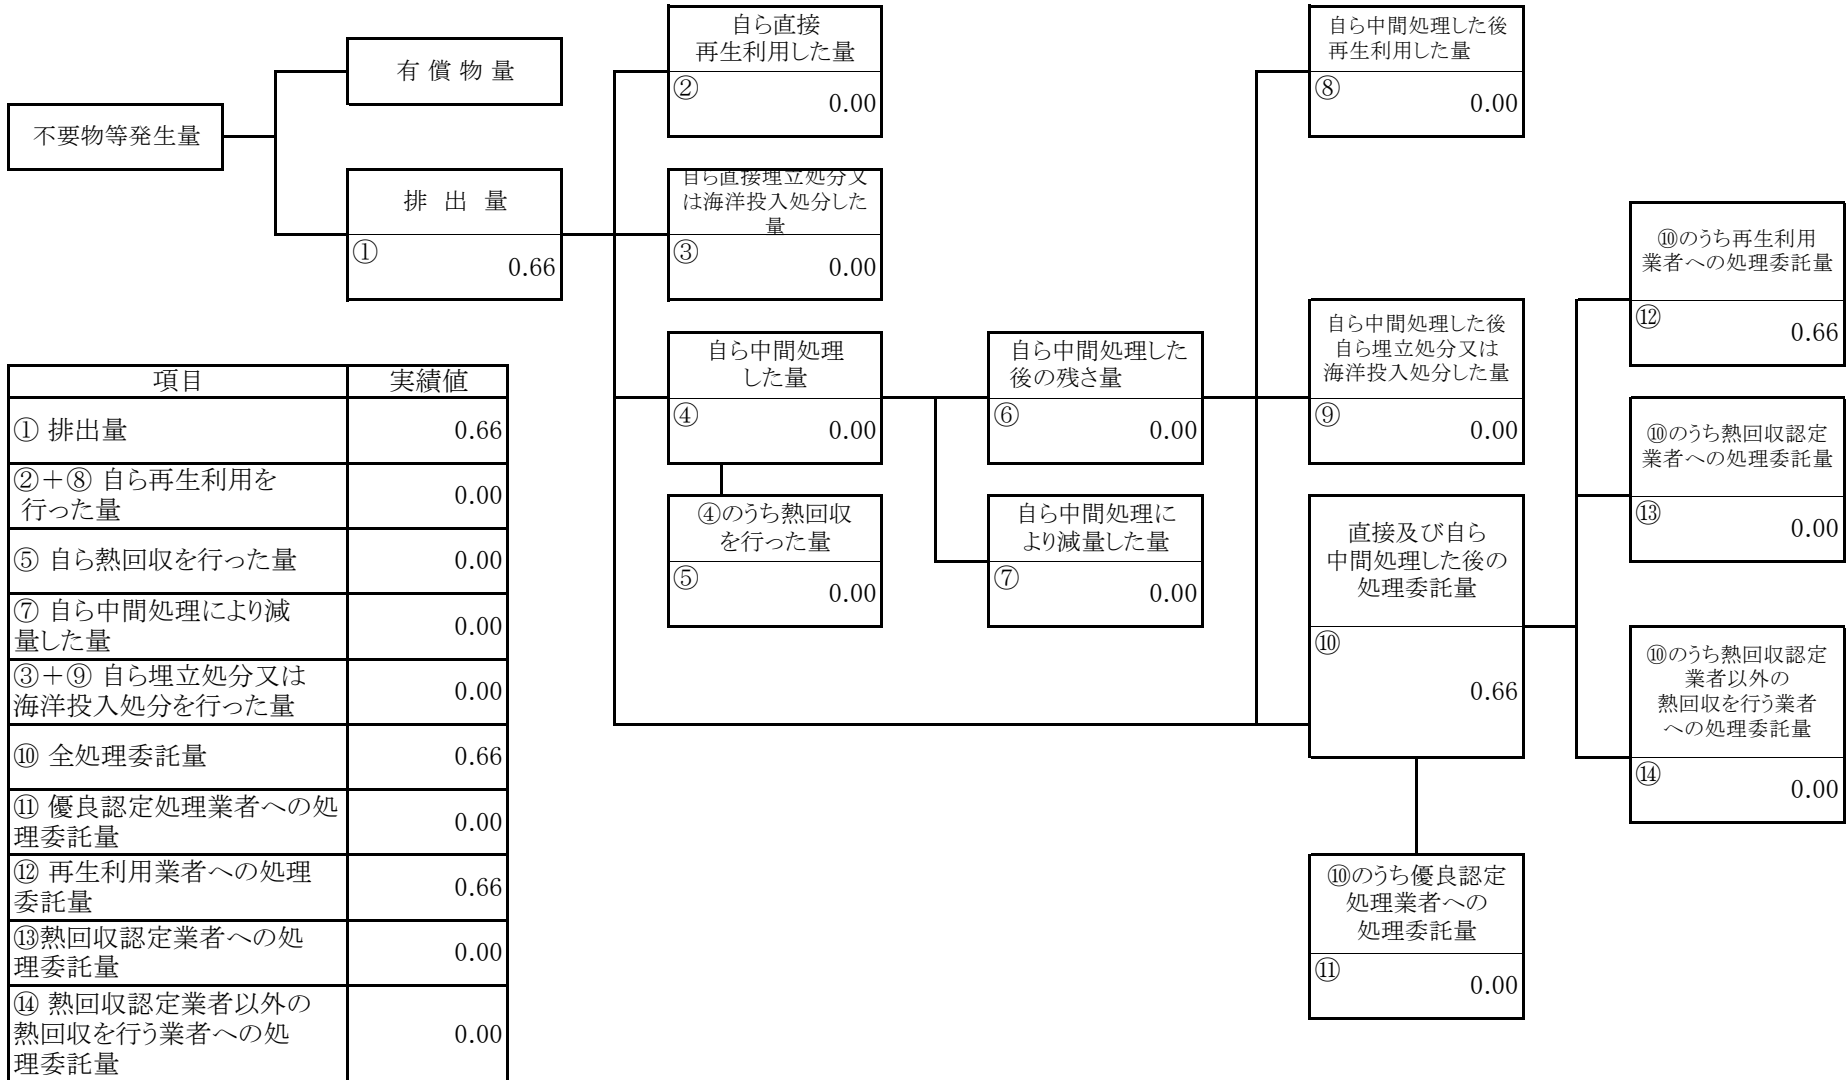 不要物等発生量
有償物量
排出量
①
0.66
自ら直接
再生利用した量
②
0.00
自ら直接埋立処分又
は海洋投入処分した
量
③
0.00
自ら中間処理
した量
④
0.00
④のうち熱回収
を行った量
⑤
0.00
自ら中間処理した
後の残さ量
⑥
0.00
自ら中間処理に
より減量した量
⑦
0.00
自ら中間処理した後
再生利用した量
⑧
0.00
自ら中間処理した後
自ら埋立処分又は
海洋投入処分した量
⑨
0.00
直接及び自ら
中間処理した後の
処理委託量
⑩
0.66
⑩のうち優良認定
処理業者への
処理委託量
⑪
0.00
⑩のうち再生利用
業者への処理委託量
⑫
0.66
⑩のうち熱回収認定
業者への処理委託量
⑬
0.00
⑩のうち熱回収認定
業者以外の
熱回収を行う業者
への処理委託量
⑭
0.00
項目 実績値
① 排出量 0.66
②＋⑧ 自ら再生利用を
行った量 0.00
⑤ 自ら熱回収を行った量 0.00
⑦ 自ら中間処理により減
量した量 0.00
③＋⑨ 自ら埋立処分又は
海洋投入処分を行った量 0.00
⑩ 全処理委託量 0.66
⑪ 優良認定処理業者への処
理委託量 0.00
⑫ 再生利用業者への処理
委託量 0.66
⑬熱回収認定業者への処
理委託量 0.00
⑭ 熱回収認定業者以外の
熱回収を行う業者への処
理委託量 0.00